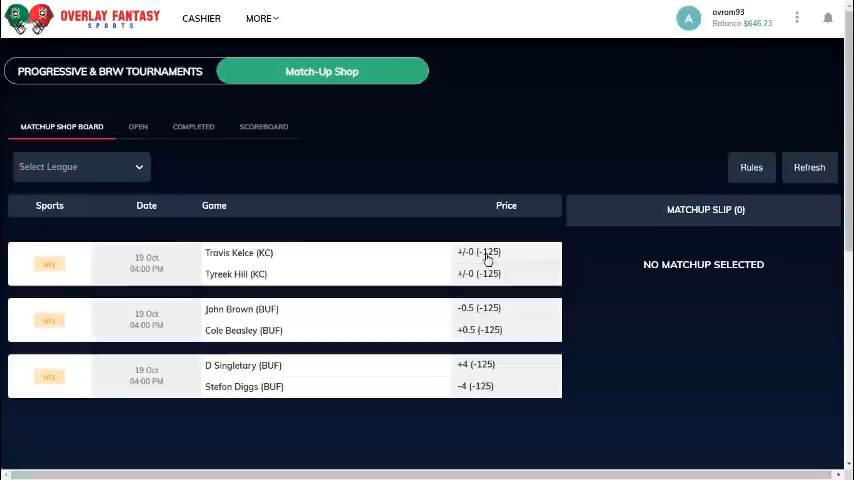 OVERLAY FANTASY
SPORTS
CASHIER
MORE
A
avram93
Balance $646.23
PROGRESSIVE & BRW TOURNAMENTS
Match-Up Shop
MATCHUP SHOP BOARD
OPEN
COMPLETED
SCOREBOARD
Select League
Rules
Refresh
Sports
Date
Game
Price
MATCHUP SLIP (0)
NO MATCHUP SELECTED
NFL
19 Oct
04:00 PM
Travis Kelce (KC)
+/-0 (-125)
Tyreek Hill (KC)
+/-0 (-125)
NFL
19 Oct
04:00 PM
John Brown (BUF)
-0.5 (-125)
Cole Beasley (BUF)
+0.5 (-125)
NFL
19 Oct
04:00 PM
D Singletary (BUF)
+4 (-125)
Stefon Diggs (BUF)
-4 (-125)